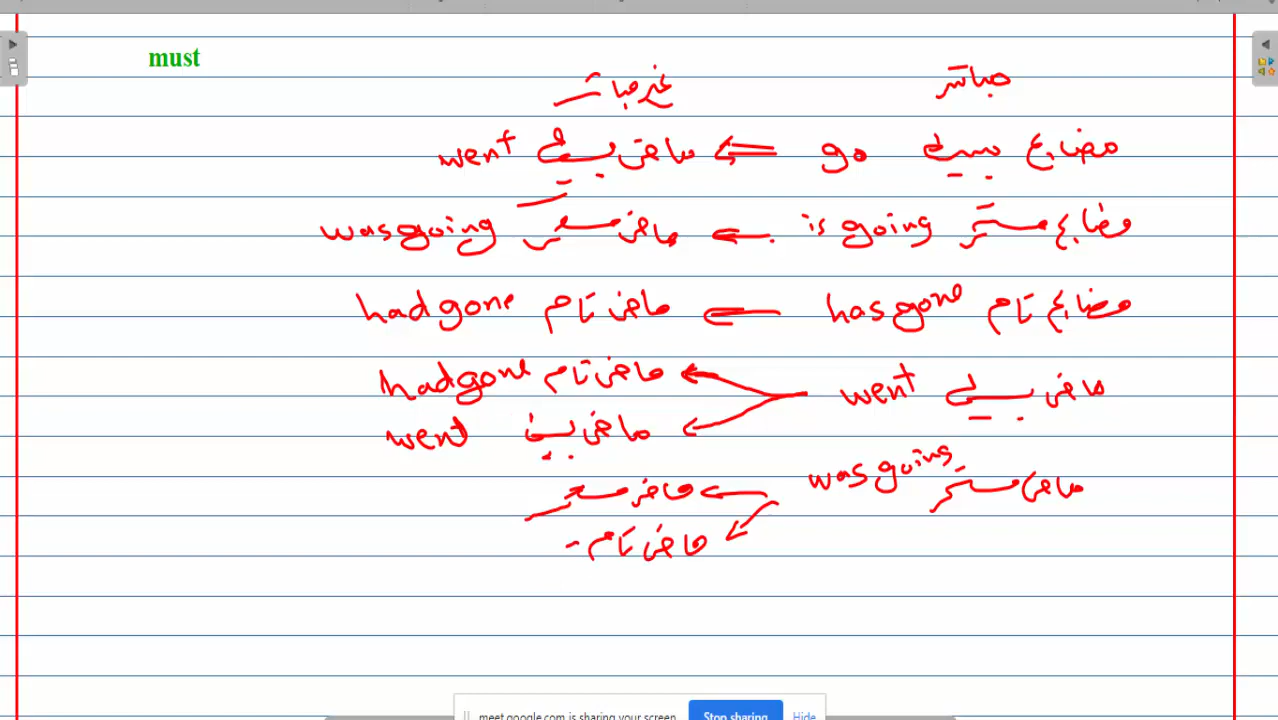 must
مباشر غير مباشر
مضارع بسيط go ⇐ ماضي بسيط went
مضارع مستمر is going ⇐ ماضي مستمر was going
مضارع تام has gone ⇐ ماضي تام had gone
ماضي تام had gone
ماضي بسيط went
ماضي بسيط went
ماضي مستمر was going
ماضي مستمر
ماضي تام
meet.google.com is sharing your screen. Stop sharing Hide